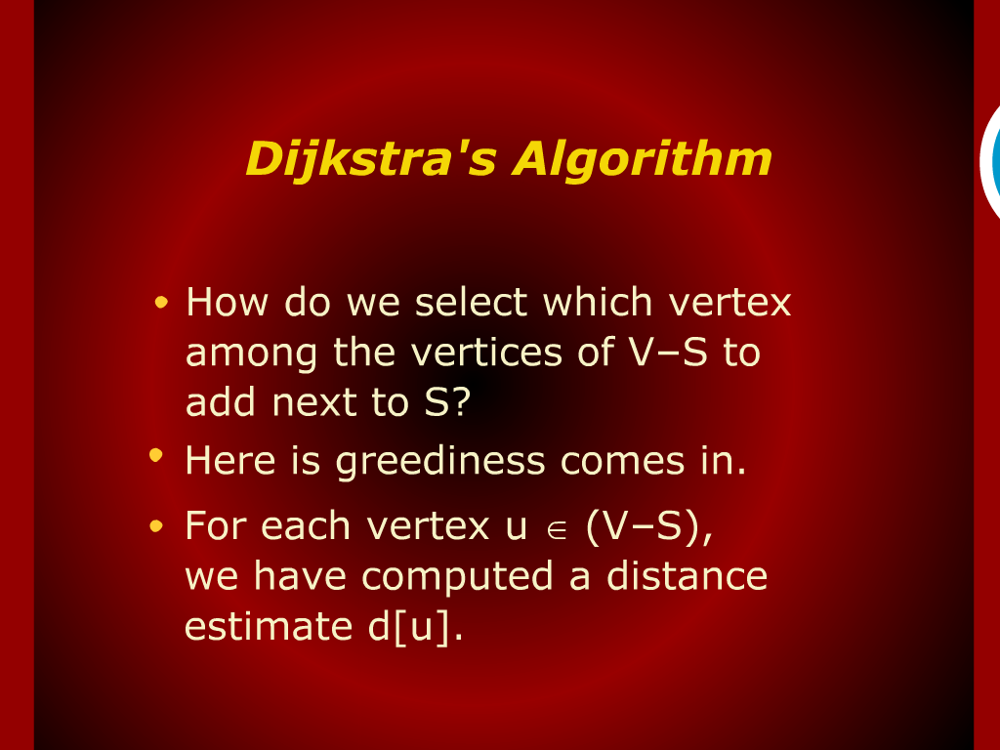 Dijkstra's Algorithm
• How do we select which vertex
among the vertices of V–S to
add next to S?
• Here is greediness comes in.
• For each vertex u ∈ (V–S),
we have computed a distance
estimate d[u].